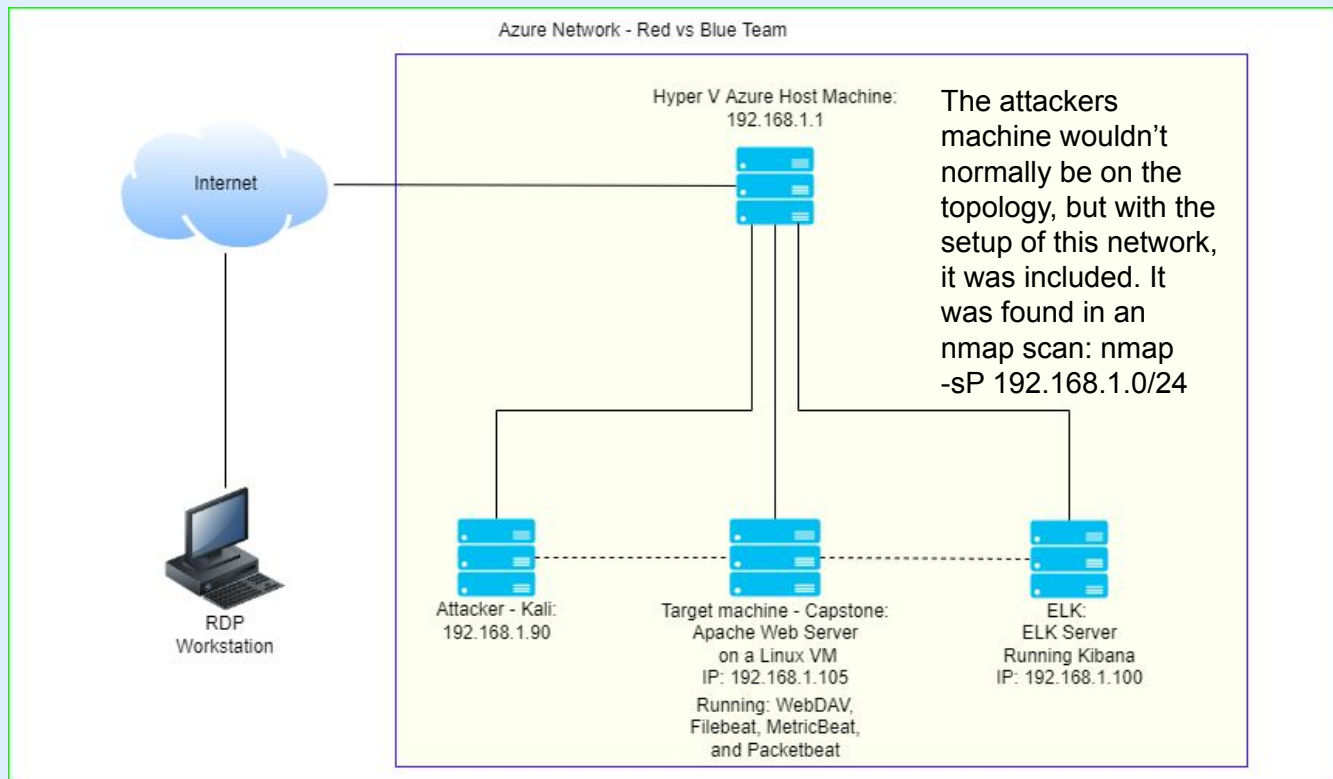 Azure Network - Red vs Blue Team
Hyper V Azure Host Machine:
192.168.1.1
The attackers
machine wouldn’t
normally be on the
topology, but with the
setup of this network,
it was included. It
was found in an
nmap scan: nmap
-sP 192.168.1.0/24
Internet
RDP
Workstation
Attacker - Kali:
192.168.1.90
Target machine - Capstone:
Apache Web Server
on a Linux VM
IP: 192.168.1.105
Running: WebDAV,
Filebeat, MetricBeat,
and Packetbeat
ELK:
ELK Server
Running Kibana
IP: 192.168.1.100